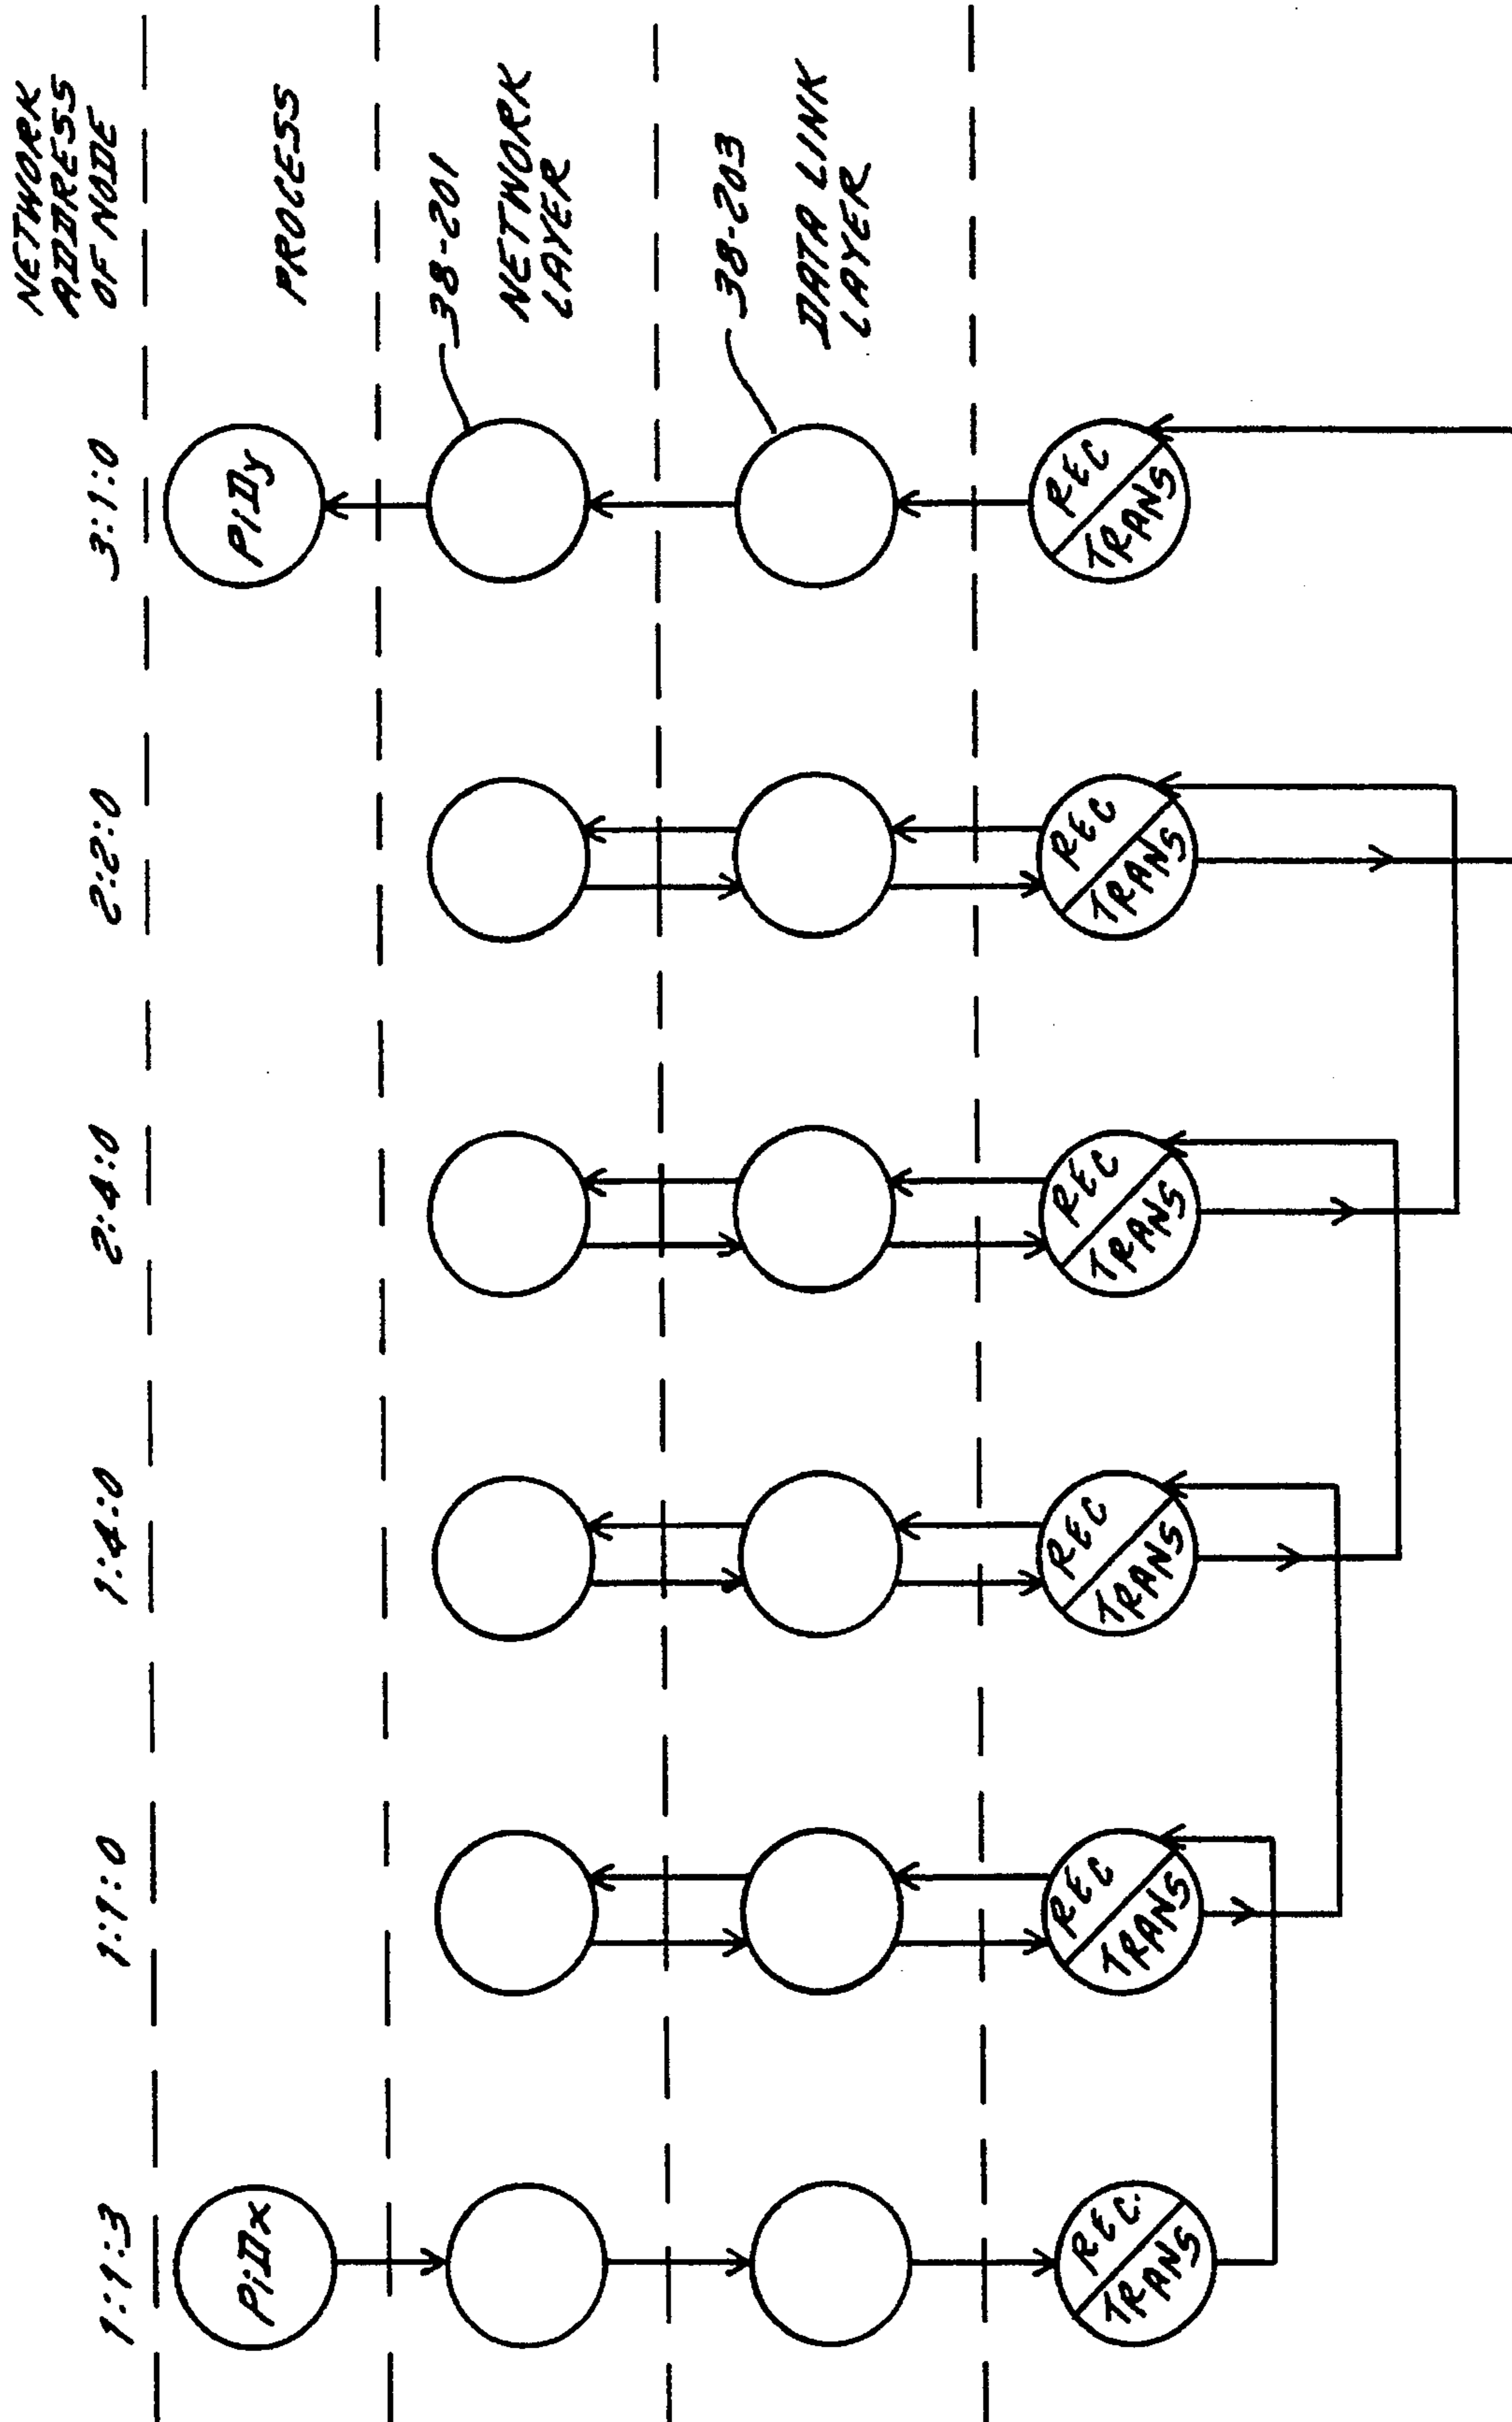 NETWORK
ADDRESS
OF NODE
1:1:3
1:1:0
1:4:0
2:4:0
2:2:0
3:1:0
PROCESS
PiDx
PiDy
38-201
NETWORK
LAYER
38-203
DATA LINK
LAYER
REC.
TRANS
REC
TRANS
REC
TRANS
REC
TRANS
REC
TRANS
REC
TRANS